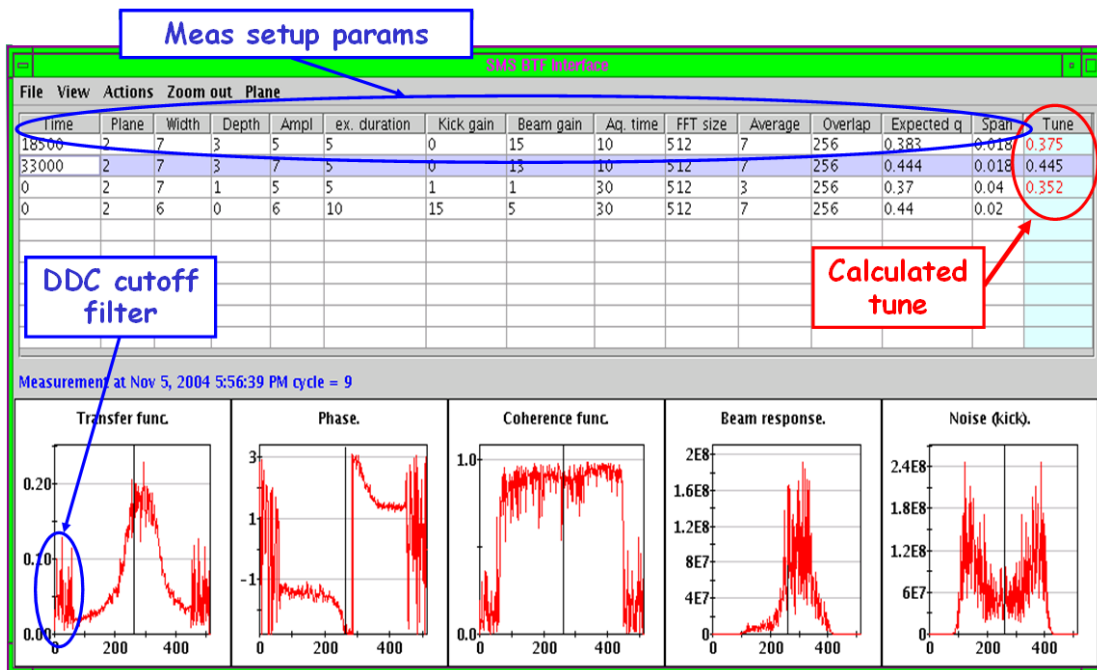 Meas setup params
SMS BTF Interface
File View Actions Zoom out Plane
Time Plane Width Depth Ampl ex. duration Kick gain Beam gain Aq. time FFT size Average Overlap Expected q Span Tune
18500 2 7 3 5 5 0 15 10 512 7 256 0.383 0.018 0.375
33000 2 7 3 7 5 0 13 10 512 7 256 0.444 0.018 0.445
0 2 7 1 5 5 1 1 30 512 3 256 0.37 0.04 0.352
0 2 6 0 6 10 15 5 30 512 7 256 0.44 0.02
DDC cutoff
filter
Calculated
tune
Measurement at Nov 5, 2004 5:56:39 PM cycle = 9
Transfer func.
0.20
0.10
0.00
0 200 400
Phase.
3
1
-1
0 200 400
Coherence func.
1.0
0.0
0 200 400
Beam response.
2E8
1.6E8
1.2E8
8E7
4E7
0
0 200 400
Noise (kick).
2.4E8
1.8E8
1.2E8
6E7
0
0 200 400